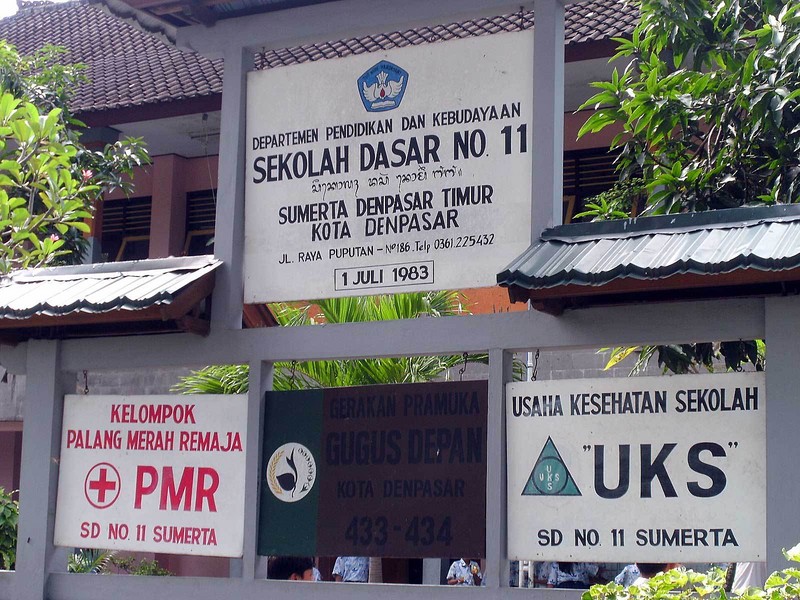 DEPARTEMEN PENDIDIKAN DAN KEBUDAYAAN
SEKOLAH DASAR NO. 11
SUMERTA DENPASAR TIMUR
KOTA DENPASAR
JL. RAYA PUPUTAN - No 186. Telp 0361.225432
1 JULI 1983
KELOMPOK
PALANG MERAH REMAJA
PMR
SD NO. 11 SUMERTA
GERAKAN PRAMUKA
GUGUS DEPAN
KOTA DENPASAR
433 - 434
USAHA KESEHATAN SEKOLAH
UKS
UKS
S
"UKS"
SD NO. 11 SUMERTA